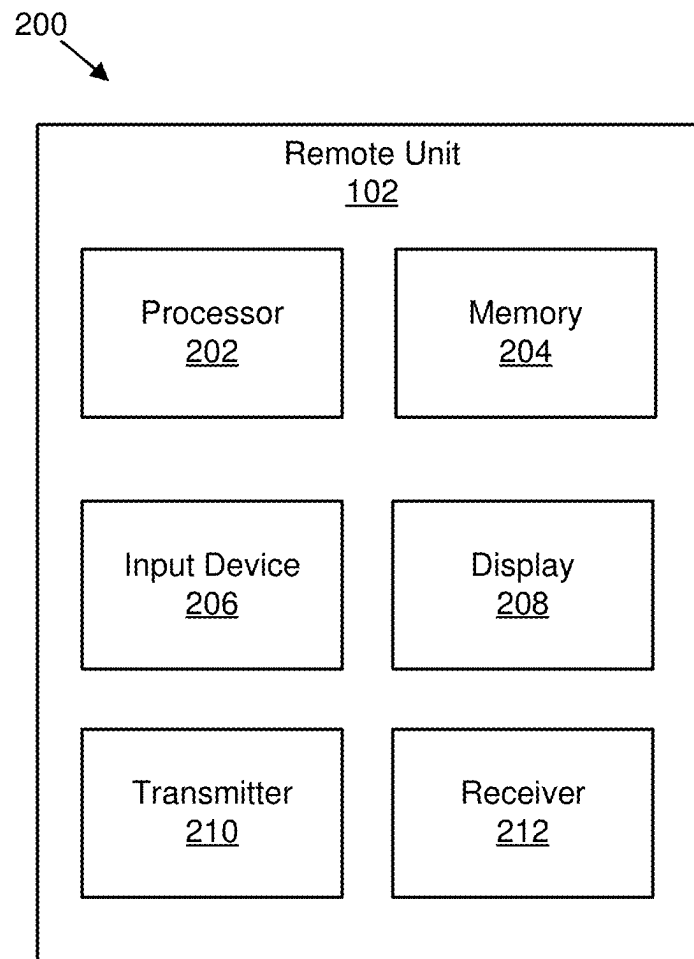 200
Remote Unit
102
Processor
202
Memory
204
Input Device
206
Display
208
Transmitter
210
Receiver
212